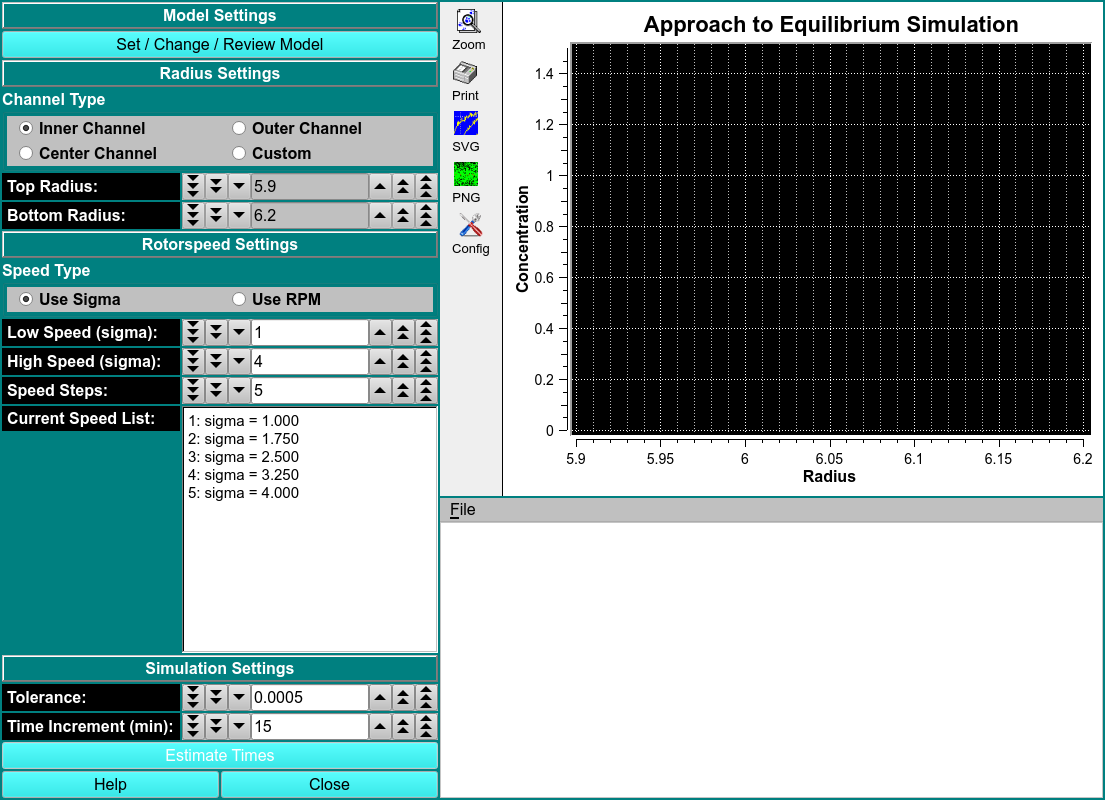 Model Settings
Set / Change / Review Model
Radius Settings
Channel Type
Inner Channel
Outer Channel
Center Channel
Custom
Top Radius:
5.9
Bottom Radius:
6.2
Rotorspeed Settings
Speed Type
Use Sigma
Use RPM
Low Speed (sigma):
1
High Speed (sigma):
4
Speed Steps:
5
Current Speed List:
1: sigma = 1.000
2: sigma = 1.750
3: sigma = 2.500
4: sigma = 3.250
5: sigma = 4.000
Simulation Settings
Tolerance:
0.0005
Time Increment (min):
15
Estimate Times
Help
Close
Zoom
Print
SVG
PNG
Config
Approach to Equilibrium Simulation
Concentration
1.4
1.2
1
0.8
0.6
0.4
0.2
0
5.9
5.95
6
6.05
6.1
6.15
6.2
Radius
File